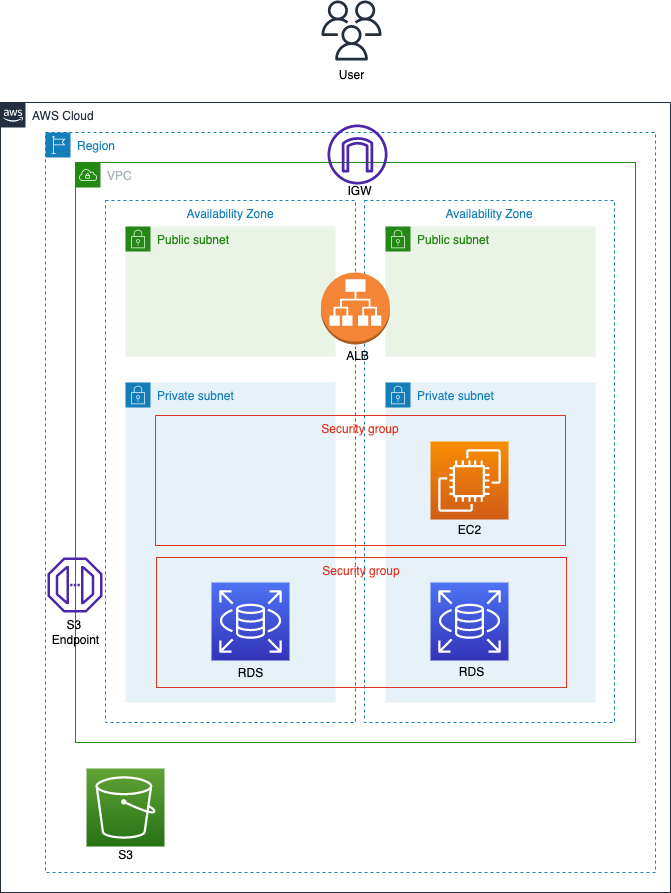 User
aws
AWS Cloud
Region
IGW
VPC
Availability Zone
Availability Zone
Public subnet
Public subnet
ALB
Private subnet
Private subnet
Security group
EC2
Security group
S3
Endpoint
RDS
RDS
S3